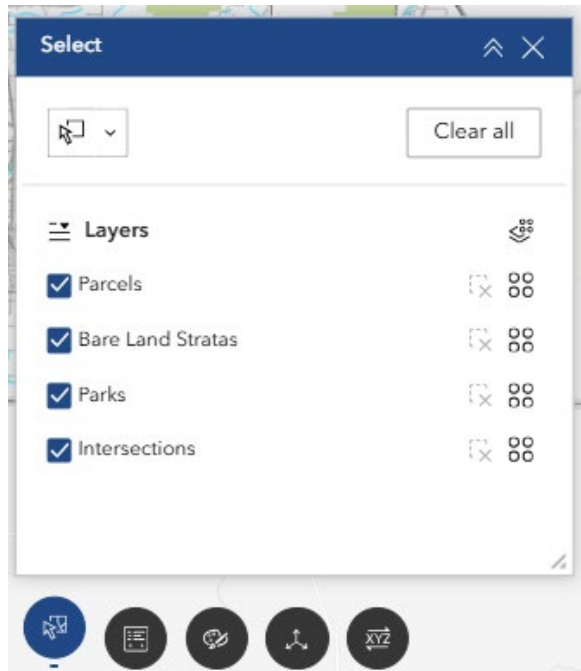 Select
Clear all
Layers
Parcels
Bare Land Stratas
Parks
Intersections
XYZ